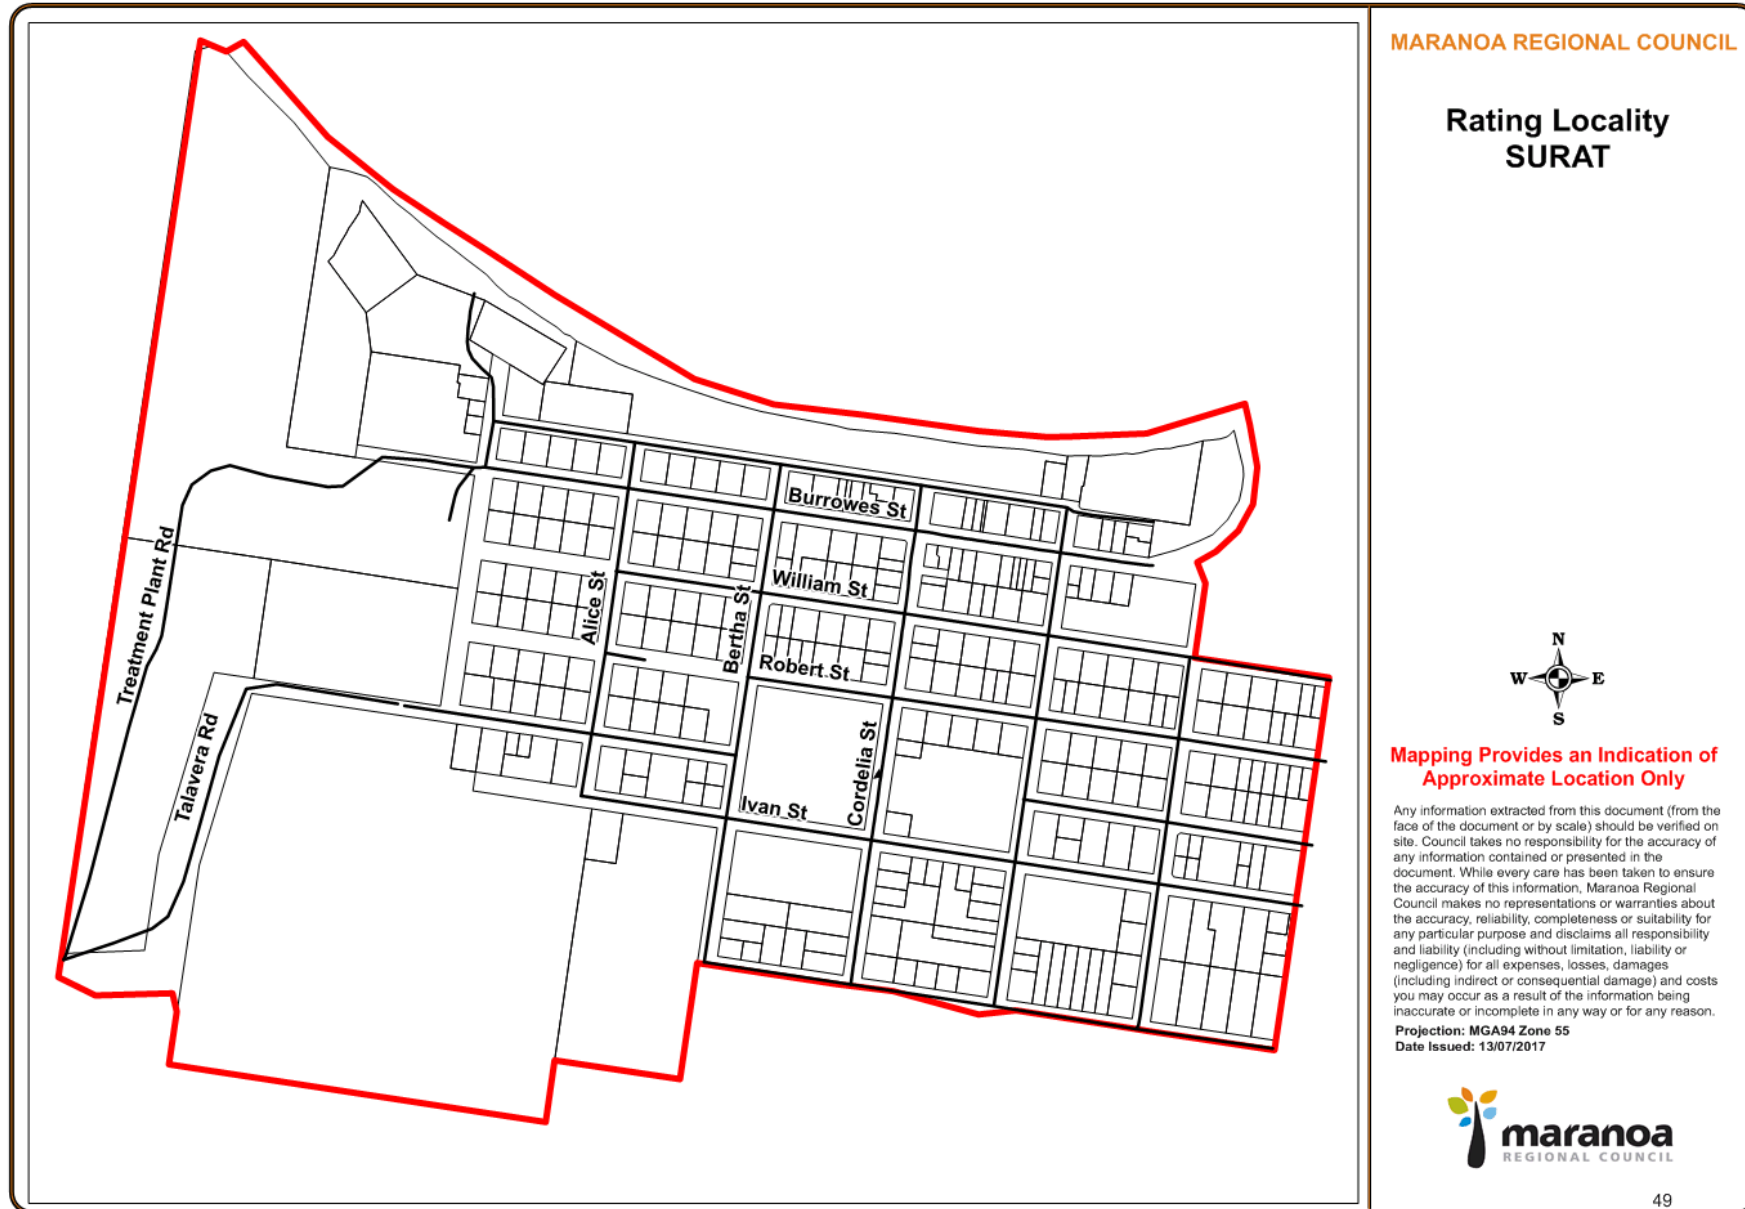 MARANOA REGIONAL COUNCIL
Rating Locality
SURAT
Burrowes St
William St
Robert St
Ivan St
Alice St
Bertha St
Cordelia St
Treatment Plant Rd
Talavera Rd
N
W E
S
Mapping Provides an Indication of
Approximate Location Only
Any information extracted from this document (from the
face of the document or by scale) should be verified on
site. Council takes no responsibility for the accuracy of
any information contained or presented in the
document. While every care has been taken to ensure
the accuracy of this information, Maranoa Regional
Council makes no representations or warranties about
the accuracy, reliability, completeness or suitability for
any particular purpose and disclaims all responsibility
and liability (including without limitation, liability or
negligence) for all expenses, losses, damages
(including indirect or consequential damage) and costs
you may occur as a result of the information being
inaccurate or incomplete in any way or for any reason.
Projection: MGA94 Zone 55
Date Issued: 13/07/2017
maranoa
REGIONAL COUNCIL
49